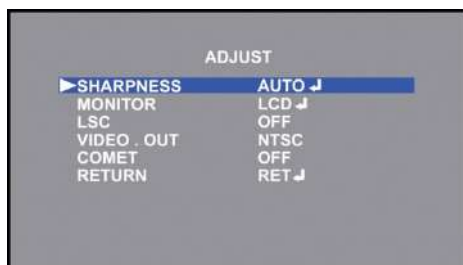 ADJUST
►SHARPNESS AUTO ↲
MONITOR LCD ↲
LSC OFF
VIDEO . OUT NTSC
COMET OFF
RETURN RET ↲